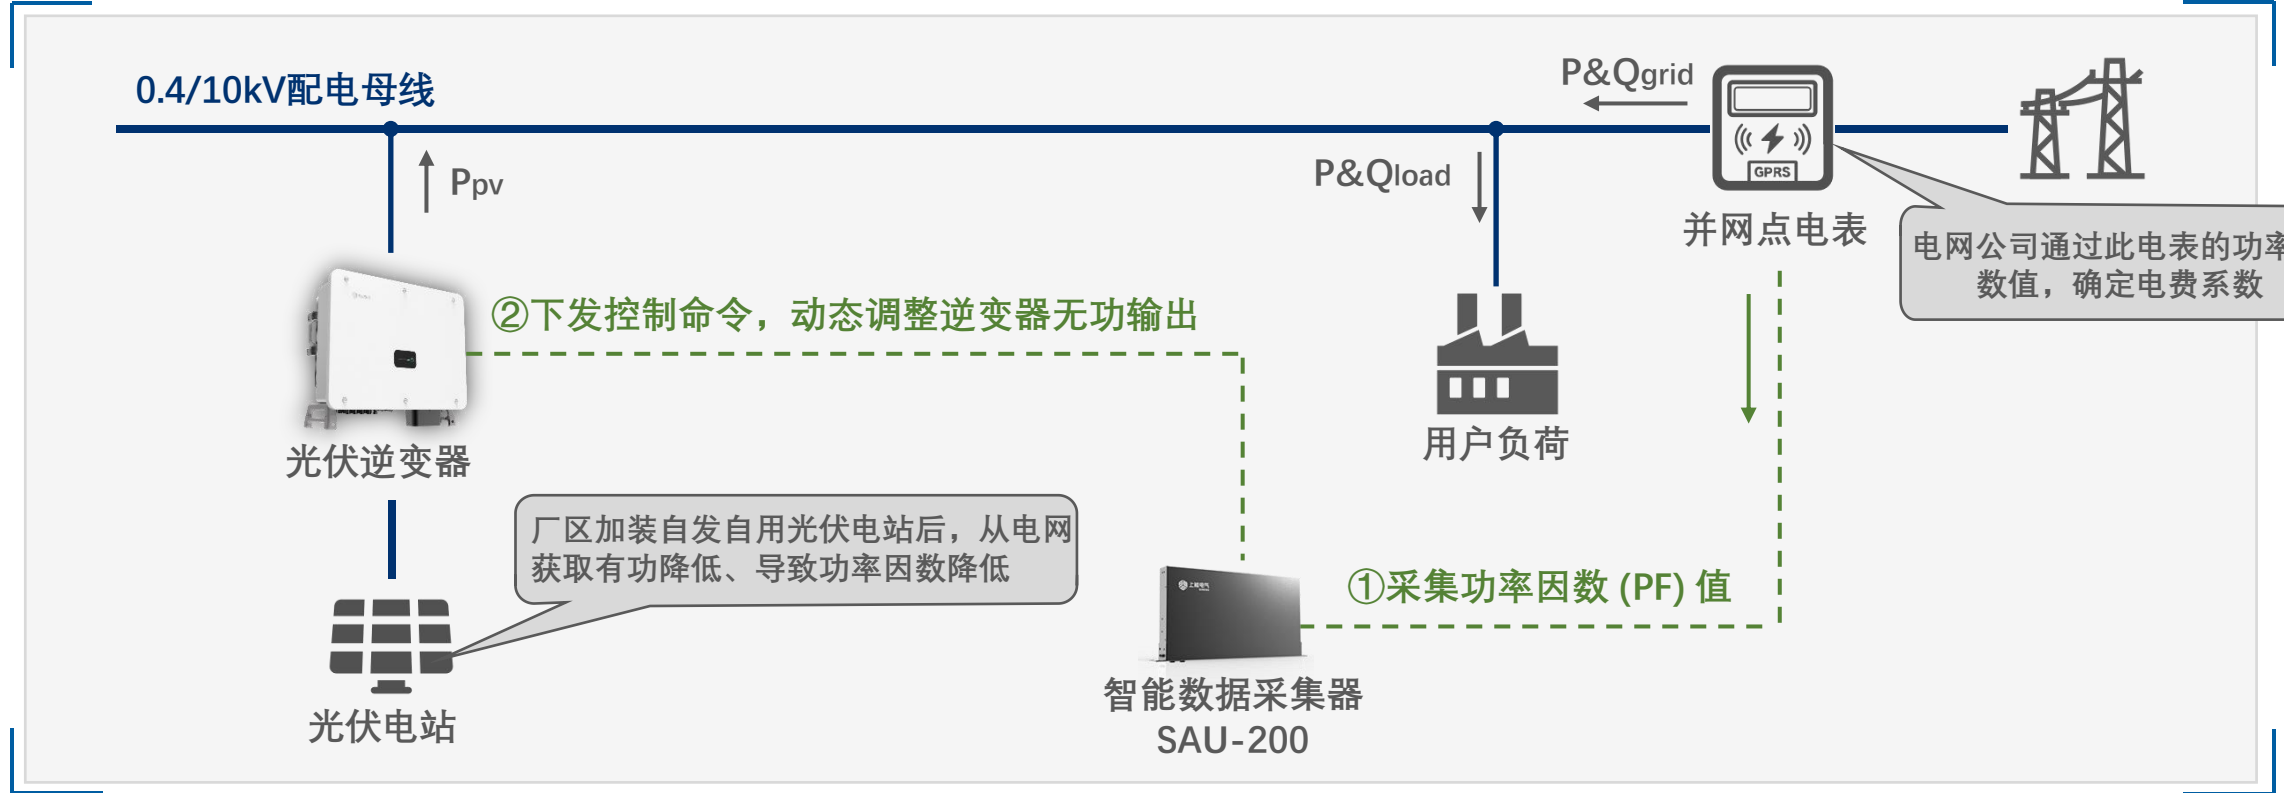 0.4/10kV配电母线
P&Qgrid
GPRS
P&Qload
Ppv
并网点电表
电网公司通过此电表的功率
数值，确定电费系数
②下发控制命令，动态调整逆变器无功输出
光伏逆变器
用户负荷
厂区加装自发自用光伏电站后，从电网
获取有功降低、导致功率因数降低
①采集功率因数 (PF) 值
上能电气
智能数据采集器
SAU-200
光伏电站